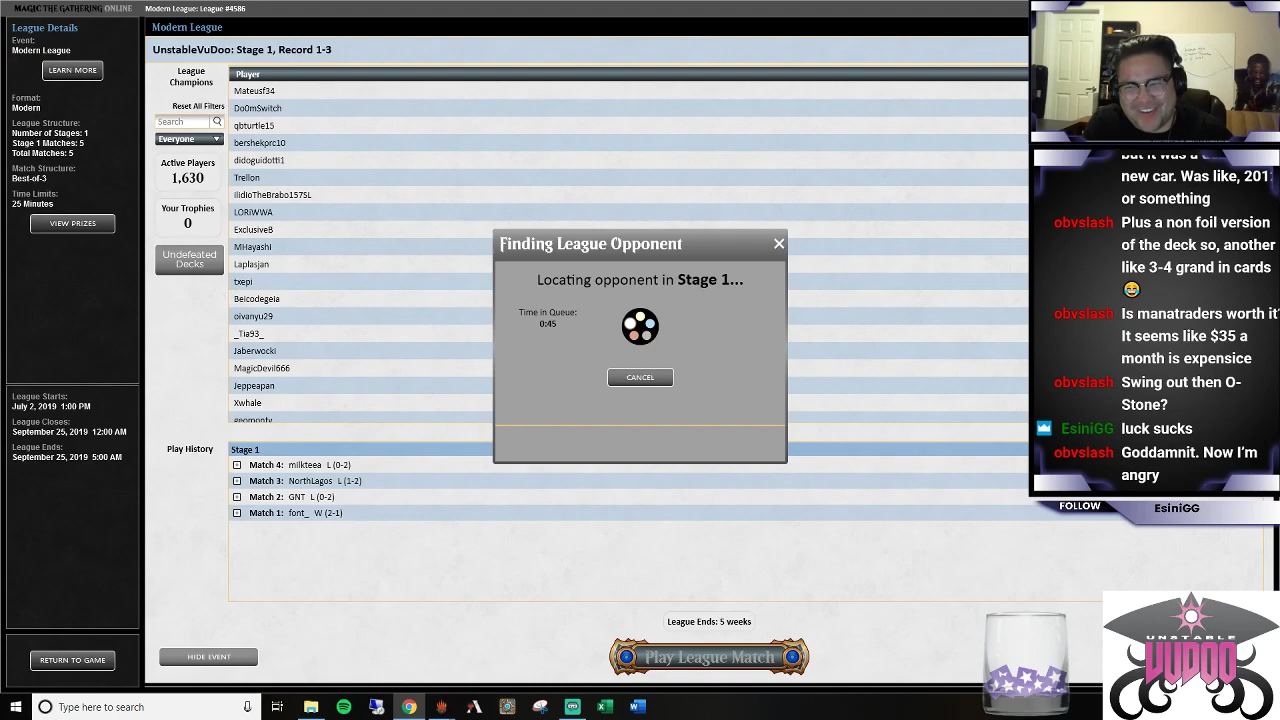 MAGIC THE GATHERING ONLINE
Modern League: League #4586
League Details
Event:
Modern League
LEARN MORE
Format:
Modern
League Structure:
Number of Stages: 1
Stage 1 Matches: 5
Total Matches: 5
Match Structure:
Best-of-3
Time Limits:
25 Minutes
VIEW PRIZES
League Starts:
July 2, 2019 1:00 PM
League Closes:
September 25, 2019 12:00 AM
League Ends:
September 25, 2019 5:00 AM
RETURN TO GAME
Modern League
UnstableVuDoo: Stage 1, Record 1-3
League
Champions
Reset All Filters
Search
Everyone
Active Players
1,630
Your Trophies
0
Undefeated
Decks
Player
Mateusf34
Do0mSwitch
qbturtle15
bershekprc10
didoguidotti1
Trellon
ilidioTheBrabo157SL
LORiWWA
ExclusiveB
MHayashi
Laplasjan
txepi
Beicodegeia
oivanyu29
_Tia93_
Jaberwocki
MagicDevil666
Jeppeapan
Xwhale
geomonty
Finding League Opponent
Locating opponent in Stage 1...
Time in Queue:
0:45
CANCEL
Play History
Stage 1
Match 4: milkteea L (0-2)
Match 3: NorthLagos L (1-2)
Match 2: GNT L (0-2)
Match 1: font_ W (2-1)
League Ends: 5 weeks
HIDE EVENT
Play League Match
but it was a
new car. Was like, 201
or something
obvslash Plus a non foil version
of the deck so, another
like 3-4 grand in cards
😂
obvslash Is manatraders worth it?
It seems like $35 a
month is expensice
obvslash Swing out then O-
Stone?
EsiniGG luck sucks
obvslash Goddamnit. Now I'm
angry
FOLLOW EsiniGG
UNSTABLE
VUDOO
Type here to search